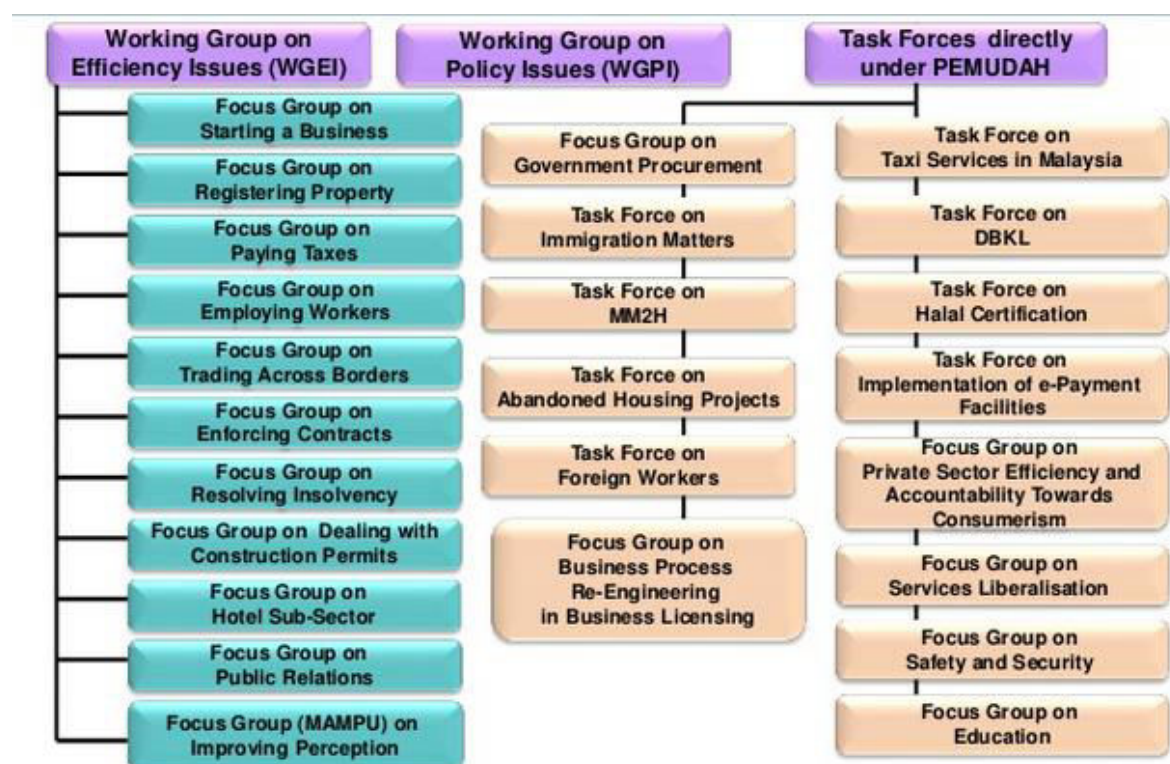 Working Group on
Efficiency Issues (WGEI)
Focus Group on
Starting a Business
Focus Group on
Registering Property
Focus Group on
Paying Taxes
Focus Group on
Employing Workers
Focus Group on
Trading Across Borders
Focus Group on
Enforcing Contracts
Focus Group on
Resolving Insolvency
Focus Group on Dealing with
Construction Permits
Focus Group on
Hotel Sub-Sector
Focus Group on
Public Relations
Focus Group (MAMPU) on
Improving Perception
Working Group on
Policy Issues (WGPI)
Task Forces directly
under PEMUDAH
Focus Group on
Government Procurement
Task Force on
Immigration Matters
Task Force on
MM2H
Task Force on
Abandoned Housing Projects
Task Force on
Foreign Workers
Focus Group on
Business Process
Re-Engineering
in Business Licensing
Task Force on
Taxi Services in Malaysia
Task Force on
DBKL
Task Force on
Halal Certification
Task Force on
Implementation of e-Payment
Facilities
Focus Group on
Private Sector Efficiency and
Accountability Towards
Consumerism
Focus Group on
Services Liberalisation
Focus Group on
Safety and Security
Focus Group on
Education